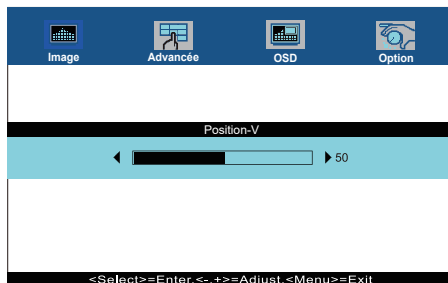 Image Advancée OSD Option
Position-V
50
<Select>=Enter,<-,+>=Adjust,<Menu>=Exit